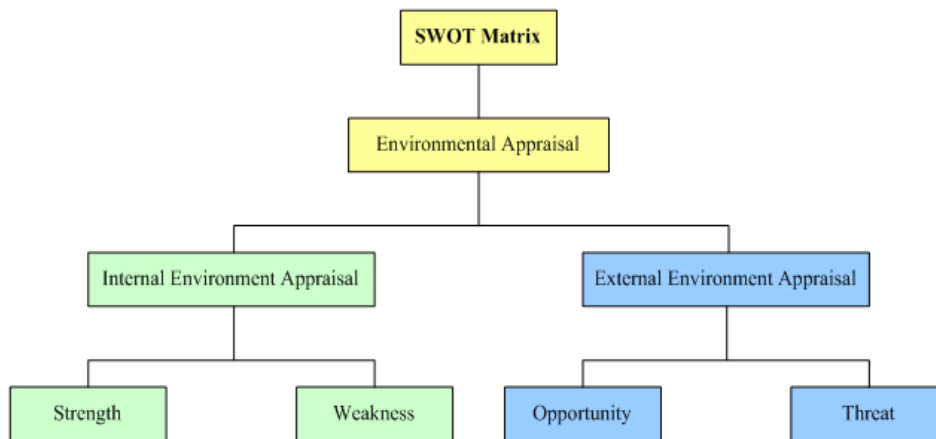 SWOT Matrix
Environmental Appraisal
Internal Environment Appraisal
External Environment Appraisal
Strength
Weakness
Opportunity
Threat